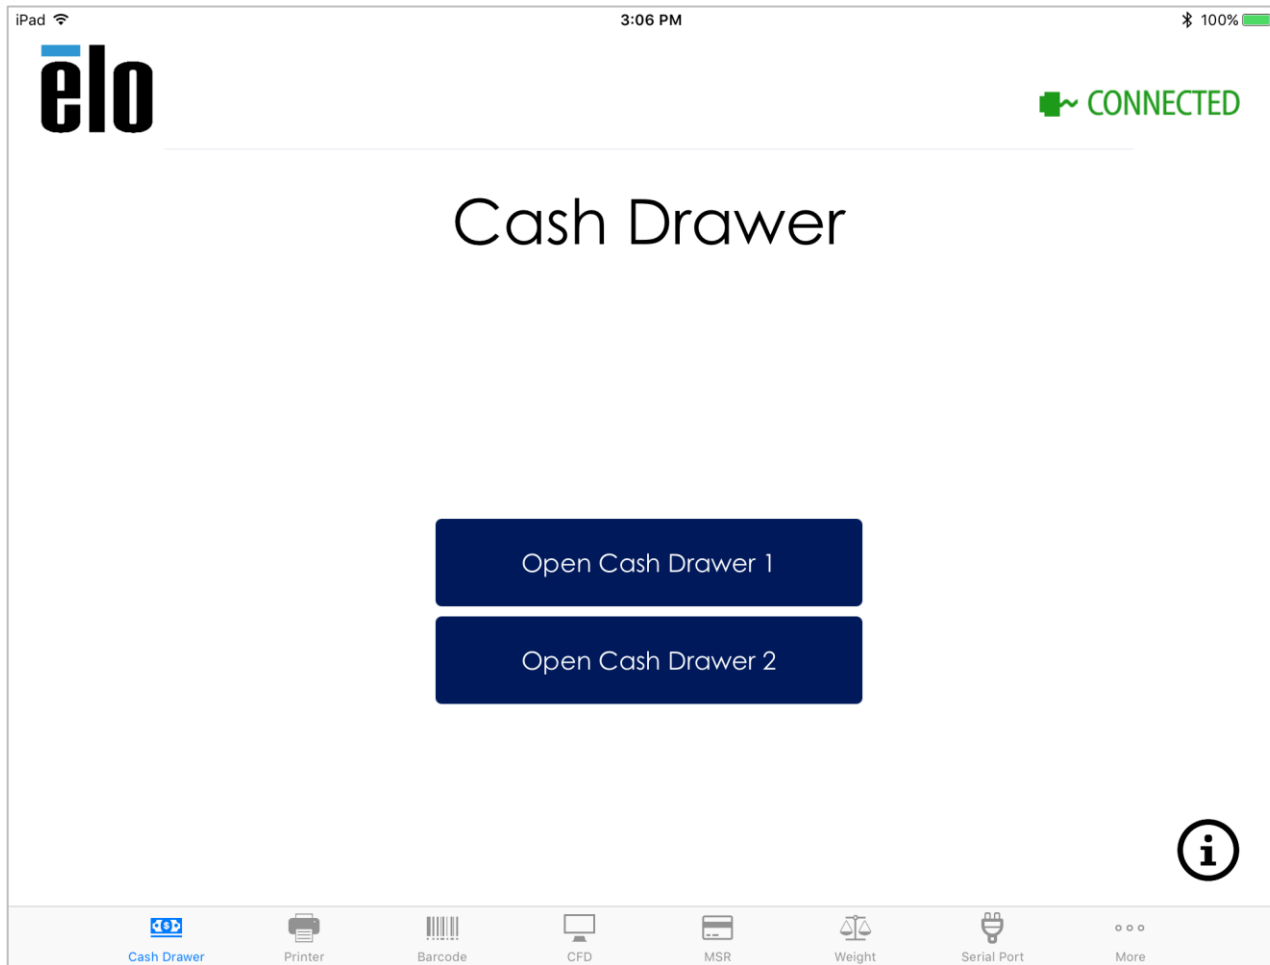 iPad 3:06 PM 100%
ēlo
CONNECTED
Cash Drawer
Open Cash Drawer 1
Open Cash Drawer 2
i
Cash Drawer Printer Barcode CFD MSR Weight Serial Port More